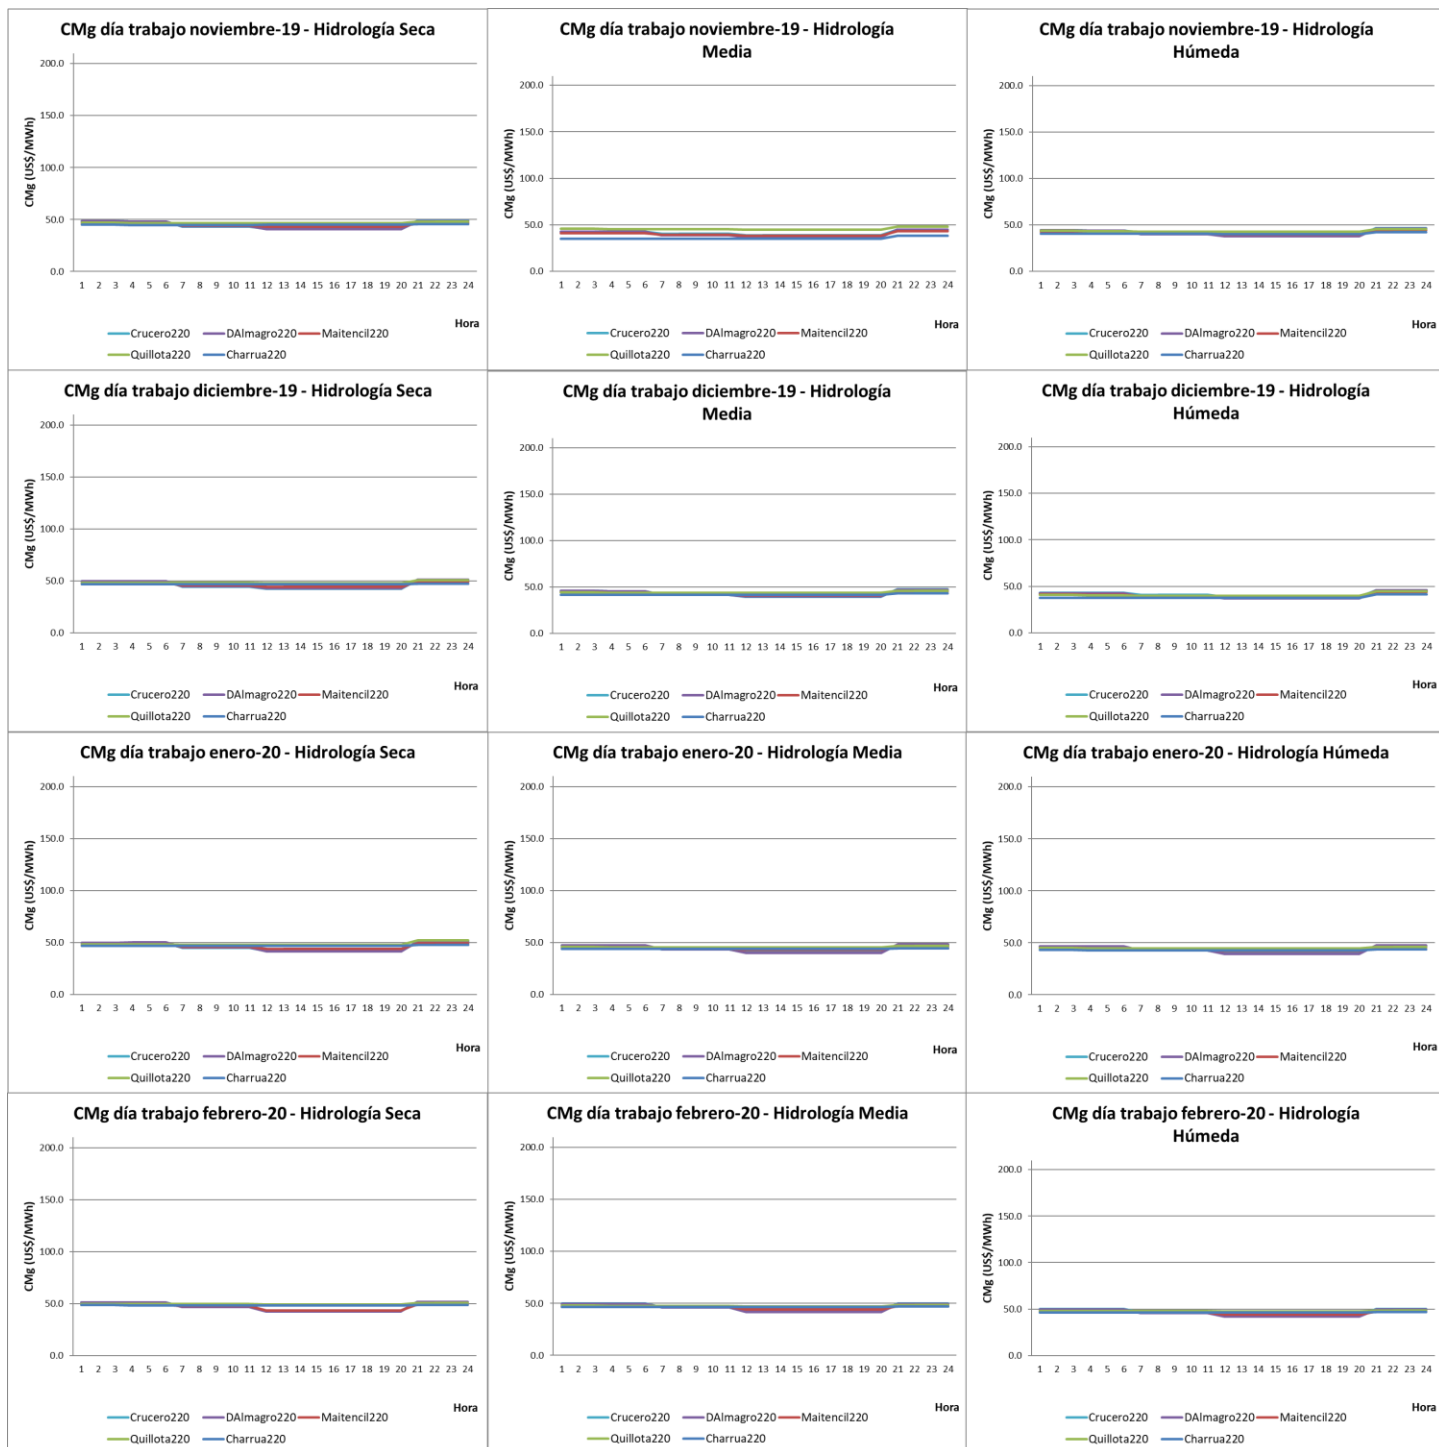 CMg día trabajo noviembre-19 - Hidrología Seca
200.0
150.0
100.0
50.0
0.0
CMg (US$/MWh)
1 2 3 4 5 6 7 8 9 10 11 12 13 14 15 16 17 18 19 20 21 22 23 24
Hora
Crucero220 DAlmagro220 Maitencil220
Quillota220 Charrua220
CMg día trabajo noviembre-19 - Hidrología
Media
200.0
150.0
100.0
50.0
0.0
CMg (US$/MWh)
1 2 3 4 5 6 7 8 9 10 11 12 13 14 15 16 17 18 19 20 21 22 23 24
Hora
Crucero220 DAlmagro220 Maitencil220
Quillota220 Charrua220
CMg día trabajo noviembre-19 - Hidrología
Húmeda
200.0
150.0
100.0
50.0
0.0
CMg (US$/MWh)
1 2 3 4 5 6 7 8 9 10 11 12 13 14 15 16 17 18 19 20 21 22 23 24
Hora
Crucero220 DAlmagro220 Maitencil220
Quillota220 Charrua220
CMg día trabajo diciembre-19 - Hidrología Seca
200.0
150.0
100.0
50.0
0.0
CMg (US$/MWh)
1 2 3 4 5 6 7 8 9 10 11 12 13 14 15 16 17 18 19 20 21 22 23 24
Hora
Crucero220 DAlmagro220 Maitencil220
Quillota220 Charrua220
CMg día trabajo diciembre-19 - Hidrología
Media
200.0
150.0
100.0
50.0
0.0
CMg (US$/MWh)
1 2 3 4 5 6 7 8 9 10 11 12 13 14 15 16 17 18 19 20 21 22 23 24
Hora
Crucero220 DAlmagro220 Maitencil220
Quillota220 Charrua220
CMg día trabajo diciembre-19 - Hidrología
Húmeda
200.0
150.0
100.0
50.0
0.0
CMg (US$/MWh)
1 2 3 4 5 6 7 8 9 10 11 12 13 14 15 16 17 18 19 20 21 22 23 24
Hora
Crucero220 DAlmagro220 Maitencil220
Quillota220 Charrua220
CMg día trabajo enero-20 - Hidrología Seca
200.0
150.0
100.0
50.0
0.0
CMg (US$/MWh)
1 2 3 4 5 6 7 8 9 10 11 12 13 14 15 16 17 18 19 20 21 22 23 24
Hora
Crucero220 DAlmagro220 Maitencil220
Quillota220 Charrua220
CMg día trabajo enero-20 - Hidrología Media
200.0
150.0
100.0
50.0
0.0
CMg (US$/MWh)
1 2 3 4 5 6 7 8 9 10 11 12 13 14 15 16 17 18 19 20 21 22 23 24
Hora
Crucero220 DAlmagro220 Maitencil220
Quillota220 Charrua220
CMg día trabajo enero-20 - Hidrología Húmeda
200.0
150.0
100.0
50.0
0.0
CMg (US$/MWh)
1 2 3 4 5 6 7 8 9 10 11 12 13 14 15 16 17 18 19 20 21 22 23 24
Hora
Crucero220 DAlmagro220 Maitencil220
Quillota220 Charrua220
CMg día trabajo febrero-20 - Hidrología Seca
200.0
150.0
100.0
50.0
0.0
CMg (US$/MWh)
1 2 3 4 5 6 7 8 9 10 11 12 13 14 15 16 17 18 19 20 21 22 23 24
Hora
Crucero220 DAlmagro220 Maitencil220
Quillota220 Charrua220
CMg día trabajo febrero-20 - Hidrología Media
200.0
150.0
100.0
50.0
0.0
CMg (US$/MWh)
1 2 3 4 5 6 7 8 9 10 11 12 13 14 15 16 17 18 19 20 21 22 23 24
Hora
Crucero220 DAlmagro220 Maitencil220
Quillota220 Charrua220
CMg día trabajo febrero-20 - Hidrología
Húmeda
200.0
150.0
100.0
50.0
0.0
CMg (US$/MWh)
1 2 3 4 5 6 7 8 9 10 11 12 13 14 15 16 17 18 19 20 21 22 23 24
Hora
Crucero220 DAlmagro220 Maitencil220
Quillota220 Charrua220